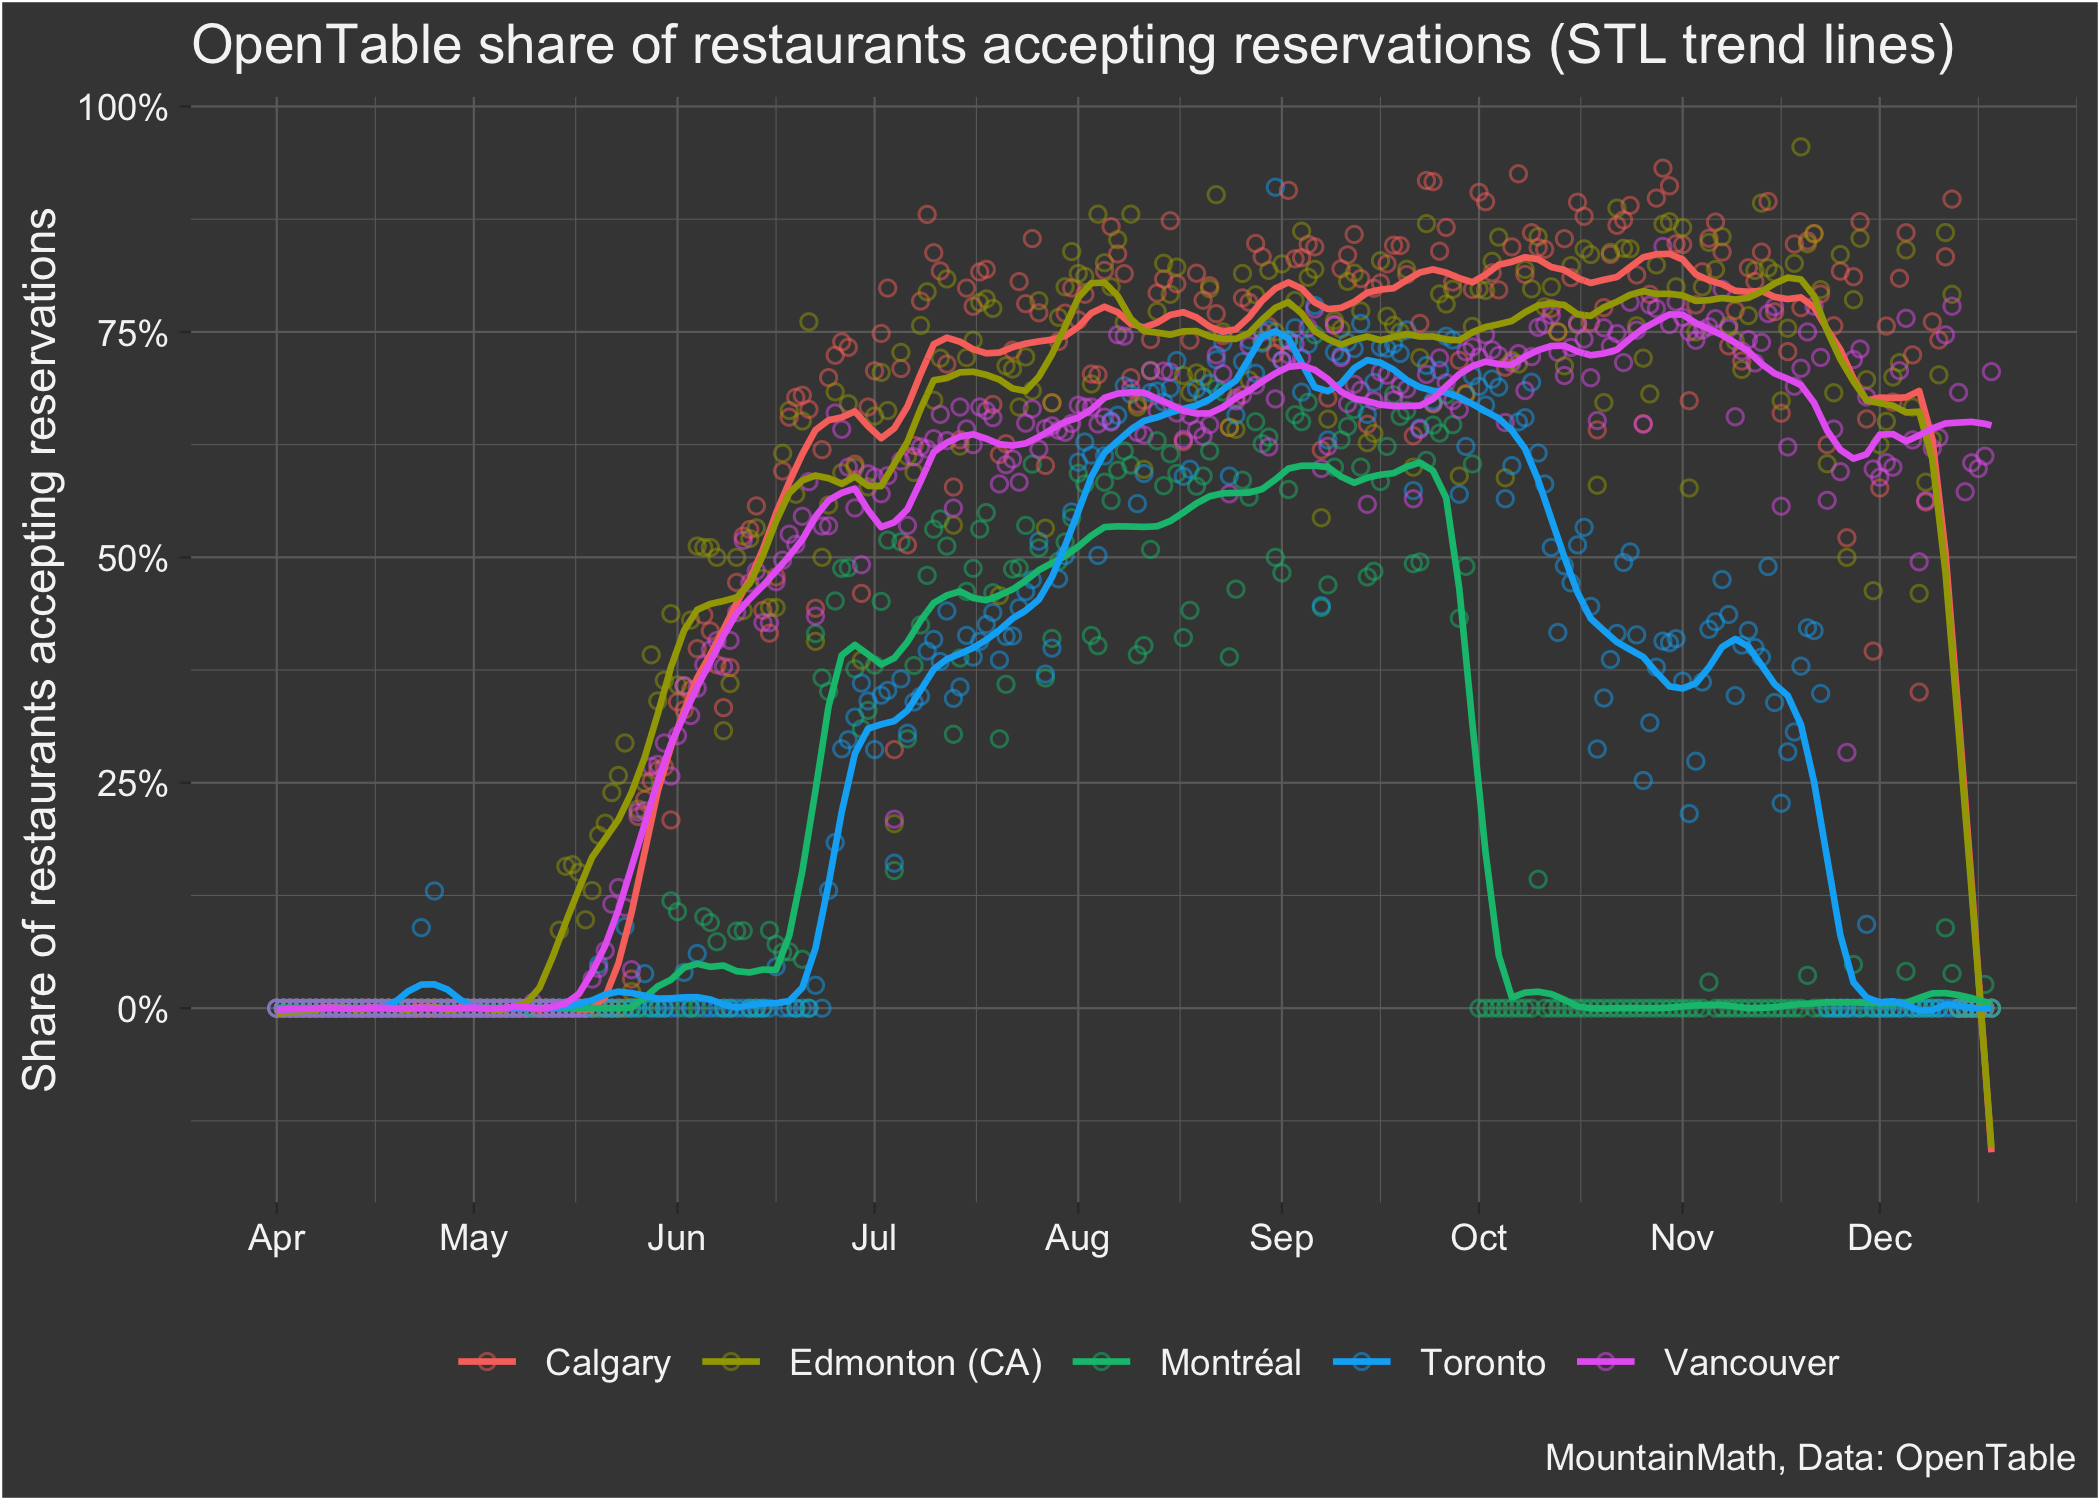 OpenTable share of restaurants accepting reservations (STL trend lines)
Share of restaurants accepting reservations
100%
75%
50%
25%
0%
Apr May Jun Jul Aug Sep Oct Nov Dec
Calgary Edmonton (CA) Montréal Toronto Vancouver
MountainMath, Data: OpenTable